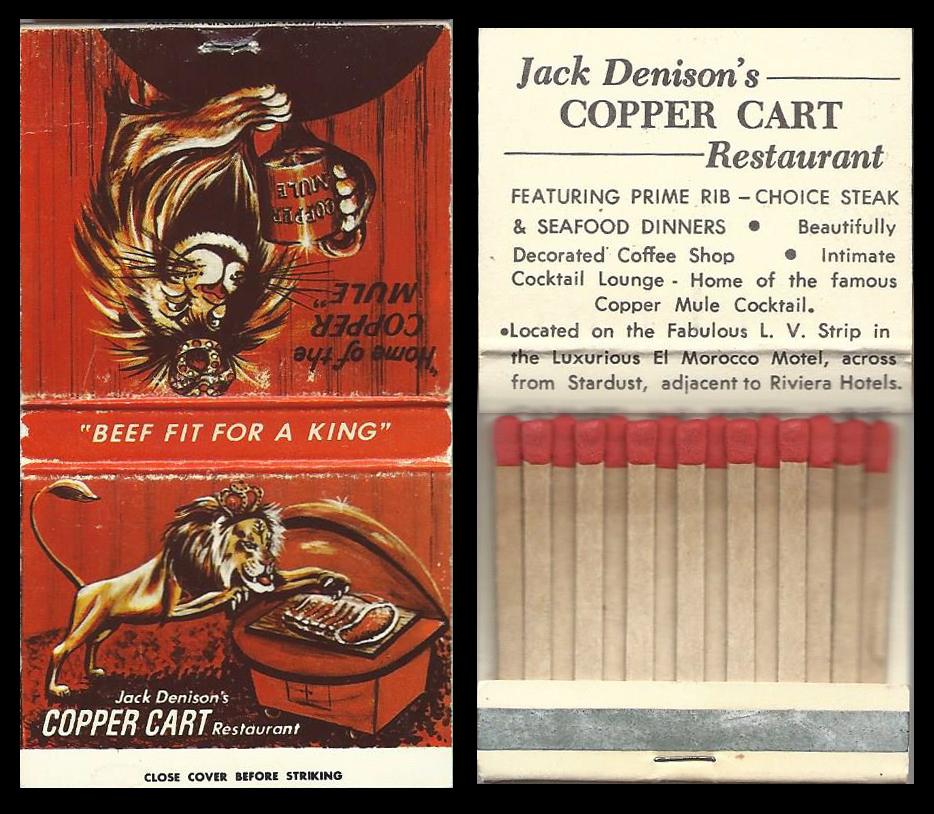 "Home of the
COPPER
MULE"
COPPER
MULE
"BEEF FIT FOR A KING"
Jack Denison's
COPPER CART Restaurant
CLOSE COVER BEFORE STRIKING
Jack Denison's
COPPER CART
Restaurant
FEATURING PRIME RIB – CHOICE STEAK
& SEAFOOD DINNERS • Beautifully
Decorated Coffee Shop • Intimate
Cocktail Lounge - Home of the famous
Copper Mule Cocktail.
•Located on the Fabulous L. V. Strip in
the Luxurious El Morocco Motel, across
from Stardust, adjacent to Riviera Hotels.